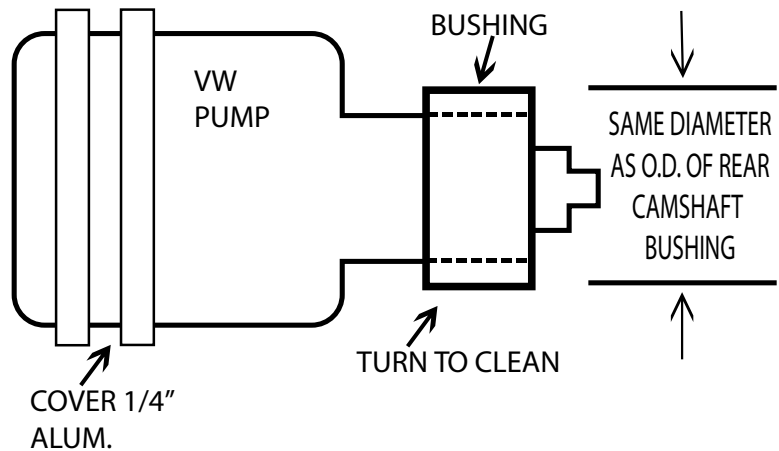 BUSHING
VW
PUMP
SAME DIAMETER
AS O.D. OF REAR
CAMSHAFT
BUSHING
TURN TO CLEAN
COVER 1/4”
ALUM.